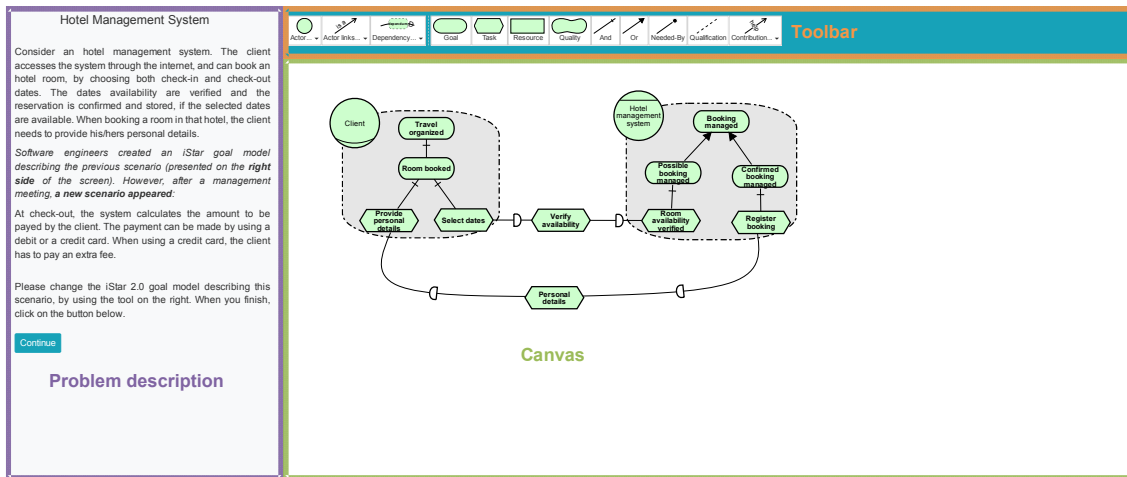 Hotel Management System
Consider an hotel management system. The client
accesses the system through the internet, and can book an
hotel room, by choosing both check-in and check-out
dates. The dates availability are verified and the
reservation is confirmed and stored, if the selected dates
are available. When booking a room in that hotel, the client
needs to provide his/hers personal details.
Software engineers created an iStar goal model
describing the previous scenario (presented on the right
side of the screen). However, after a management
meeting, a new scenario appeared:
At check-out, the system calculates the amount to be
payed by the client. The payment can be made by using a
debit or a credit card. When using a credit card, the client
has to pay an extra fee.
Please change the iStar 2.0 goal model describing this
scenario, by using the tool on the right. When you finish,
click on the button below.
Continue
Problem description
Actor...
is a
Actor links...
dependency
Dependency...
Goal
Task
Resource
Quality
And
Or
Needed-By
Qualification
help
Contribution...
Toolbar
Client
Travel
organized
Room booked
Provide
personal
details
Select dates
Verify
availability
Hotel
management
system
Booking
managed
Possible
booking
managed
Confirmed
booking
managed
Room
availability
verified
Register
booking
Personal
details
Canvas